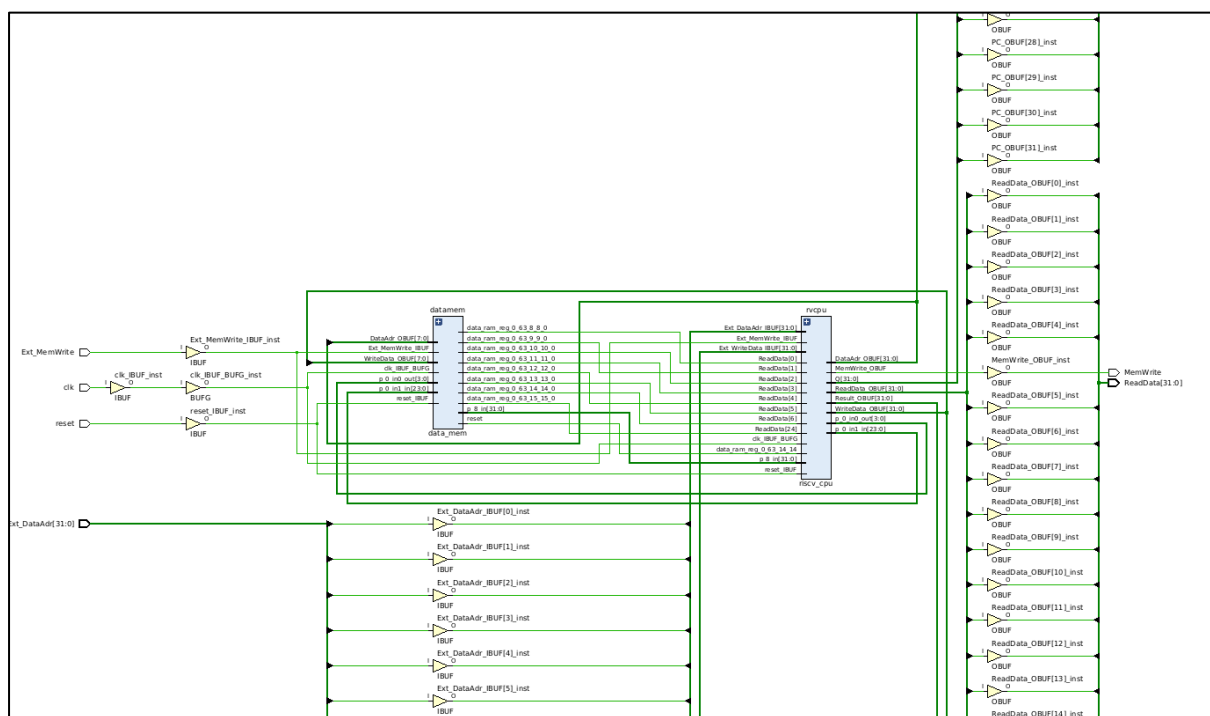 O
OBUF
PC_OBUF[28]_inst
I
O
OBUF
PC_OBUF[29]_inst
I
O
OBUF
PC_OBUF[30]_inst
I
O
OBUF
PC_OBUF[31]_inst
I
O
OBUF
ReadData_OBUF[0]_inst
I
O
OBUF
ReadData_OBUF[1]_inst
I
O
OBUF
ReadData_OBUF[2]_inst
I
O
OBUF
ReadData_OBUF[3]_inst
I
O
OBUF
ReadData_OBUF[4]_inst
I
O
OBUF
MemWrite_OBUF_inst
I
O
OBUF
MemWrite
ReadData[31:0]
ReadData_OBUF[5]_inst
I
O
OBUF
ReadData_OBUF[6]_inst
I
O
OBUF
ReadData_OBUF[7]_inst
I
O
OBUF
ReadData_OBUF[8]_inst
I
O
OBUF
ReadData_OBUF[9]_inst
I
O
OBUF
ReadData_OBUF[10]_inst
I
O
OBUF
ReadData_OBUF[11]_inst
I
O
OBUF
ReadData_OBUF[12]_inst
I
O
OBUF
ReadData_OBUF[13]_inst
I
O
OBUF
ReadData_OBUF[14]_inst
Ext_MemWrite
Ext_MemWrite_IBUF_inst
I
O
IBUF
clk
clk_IBUF_inst
I
O
IBUF
clk_IBUF_BUFG_inst
I
O
BUFG
reset
reset_IBUF_inst
I
O
IBUF
datamem
DataAdr_OBUF[7:0]
Ext_MemWrite_IBUF
WriteData_OBUF[7:0]
clk_IBUF_BUFG
p_0_in0_out[3:0]
p_0_in1_in[23:0]
reset_IBUF
data_ram_reg_0_63_8_8_0
data_ram_reg_0_63_9_9_0
data_ram_reg_0_63_10_10_0
data_ram_reg_0_63_11_11_0
data_ram_reg_0_63_12_12_0
data_ram_reg_0_63_13_13_0
data_ram_reg_0_63_14_14_0
data_ram_reg_0_63_15_15_0
p_8_in[31:0]
reset
data_mem
rvcpu
Ext_DataAdr_IBUF[31:0]
Ext_MemWrite_IBUF
Ext_WriteData_IBUF[31:0]
ReadData[0]
ReadData[1]
ReadData[2]
ReadData[3]
ReadData[4]
ReadData[5]
ReadData[6]
ReadData[24]
clk_IBUF_BUFG
data_ram_reg_0_63_14_14
p_8_in[31:0]
reset_IBUF
DataAdr_OBUF[31:0]
MemWrite_OBUF
Q[31:0]
ReadData_OBUF[31:0]
Result_OBUF[31:0]
WriteData_OBUF[31:0]
p_0_in0_out[3:0]
p_0_in1_in[23:0]
riscv_cpu
Ext_DataAdr[31:0]
Ext_DataAdr_IBUF[0]_inst
I
O
IBUF
Ext_DataAdr_IBUF[1]_inst
I
O
IBUF
Ext_DataAdr_IBUF[2]_inst
I
O
IBUF
Ext_DataAdr_IBUF[3]_inst
I
O
IBUF
Ext_DataAdr_IBUF[4]_inst
I
O
IBUF
Ext_DataAdr_IBUF[5]_inst
I
O
IBUF